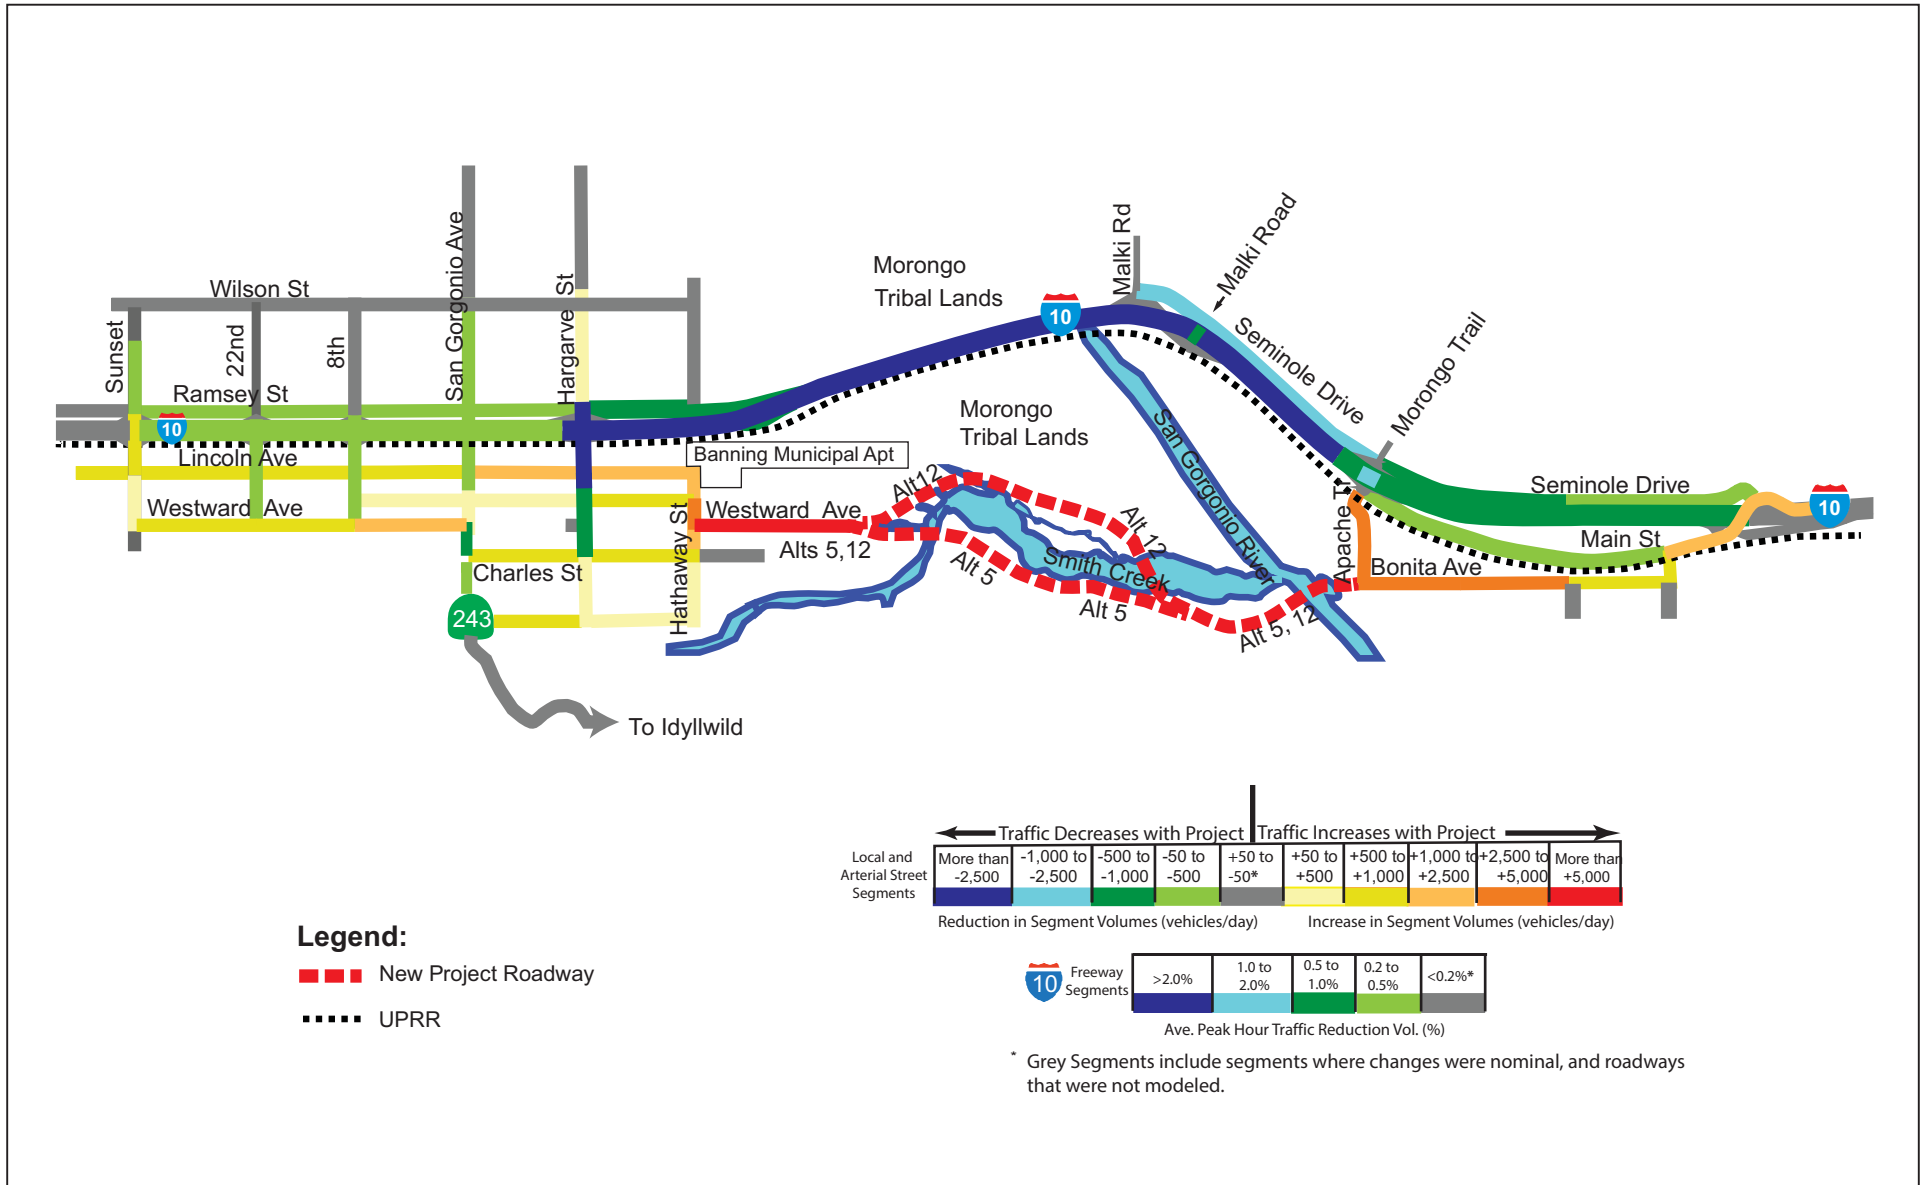 Wilson St
Sunset
22nd
8th
San Gorgonio Ave
Hargarve St
Ramsey St
10
Lincoln Ave
Westward Ave
Charles St
243
To Idyllwild
Hathaway St
Banning Municipal Apt
Westward Ave
Alts 5,12
Morongo
Tribal Lands
10
Malki Rd
Malki Road
Seminole Drive
Morongo Trail
Morongo
Tribal Lands
San Gorgonio River
Alt12
Alt 12
Smith Creek
Alt 5
Alt 5
Alt 5, 12
Apache Tr
Seminole Drive
10
Main St
Bonita Ave
Traffic Decreases with Project
Traffic Increases with Project
Local and
Arterial Street
Segments
More than
-2,500
-1,000 to
-2,500
-500 to
-1,000
-50 to
-500
+50 to
-50*
+50 to
+500
+500 to
+1,000
+1,000 to
+2,500
+2,500 to
+5,000
More than
+5,000
Reduction in Segment Volumes (vehicles/day)
Increase in Segment Volumes (vehicles/day)
10
Freeway
Segments
>2.0%
1.0 to
2.0%
0.5 to
1.0%
0.2 to
0.5%
<0.2%*
Ave. Peak Hour Traffic Reduction Vol. (%)
* Grey Segments include segments where changes were nominal, and roadways
that were not modeled.
Legend:
New Project Roadway
UPRR